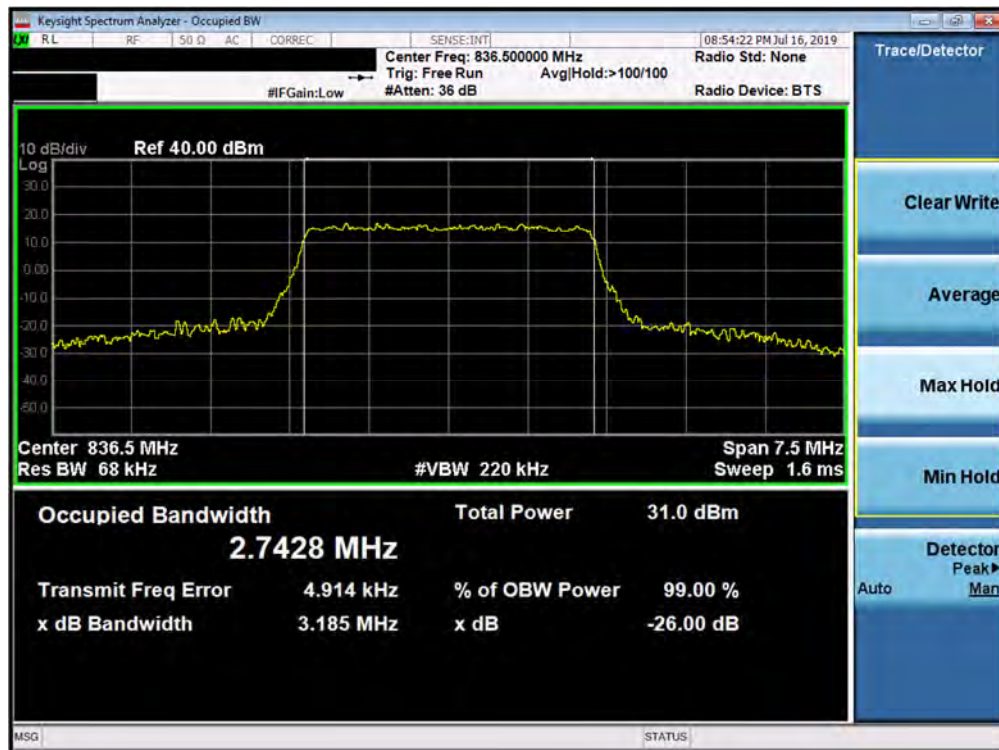 Keysight Spectrum Analyzer - Occupied BW
LXI RL RF 50 Ω AC CORREC SENSE:INT 08:54:22 PM Jul 16, 2019
Center Freq: 836.500000 MHz Radio Std: None
Trig: Free Run Avg|Hold:>100/100
#IFGain:Low #Atten: 36 dB Radio Device: BTS
10 dB/div Ref 40.00 dBm
Log
30.0
20.0
10.0
0.00
-10.0
-20.0
-30.0
-40.0
-50.0
Center 836.5 MHz Span 7.5 MHz
Res BW 68 kHz #VBW 220 kHz Sweep 1.6 ms
Occupied Bandwidth Total Power 31.0 dBm
2.7428 MHz
Transmit Freq Error 4.914 kHz % of OBW Power 99.00 %
x dB Bandwidth 3.185 MHz x dB -26.00 dB
MSG STATUS
Trace/Detector
Clear Write
Average
Max Hold
Min Hold
Detector
Peak▶
Auto Man